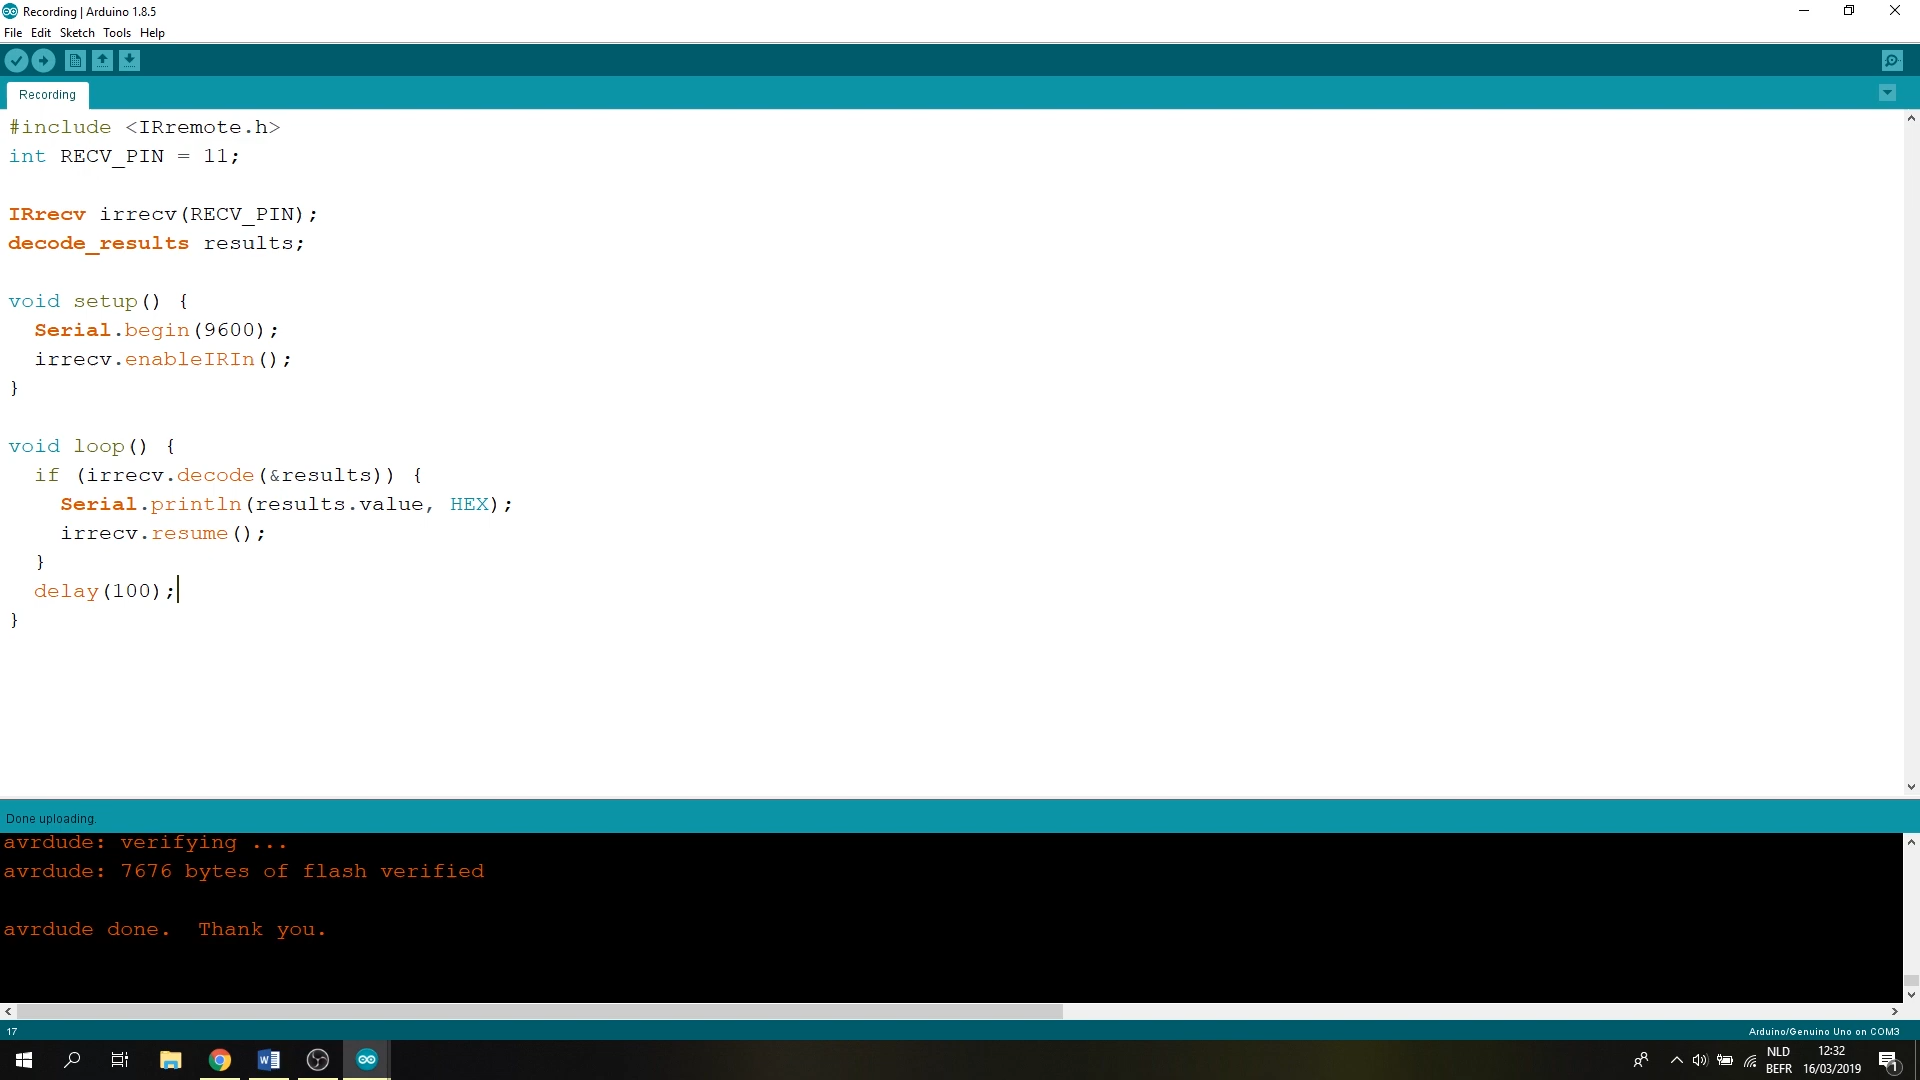 Recording | Arduino 1.8.5
File Edit Sketch Tools Help
Recording
#include <IRremote.h>
int RECV_PIN = 11;
IRrecv irrecv(RECV_PIN);
decode_results results;
void setup() {
  Serial.begin(9600);
  irrecv.enableIRIn();
}
void loop() {
  if (irrecv.decode(&results)) {
    Serial.println(results.value, HEX);
    irrecv.resume();
  }
  delay(100);
}
Done uploading.
avrdude: verifying ...
avrdude: 7676 bytes of flash verified
avrdude done.  Thank you.
17
Arduino/Genuino Uno on COM3
NLD
BEFR
12:32
16/03/2019
1